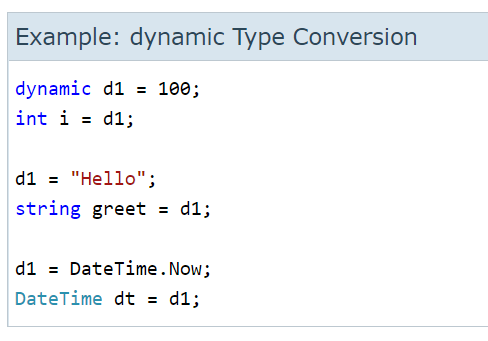 Example: dynamic Type Conversion
dynamic d1 = 100;
int i = d1;
d1 = "Hello";
string greet = d1;
d1 = DateTime.Now;
DateTime dt = d1;